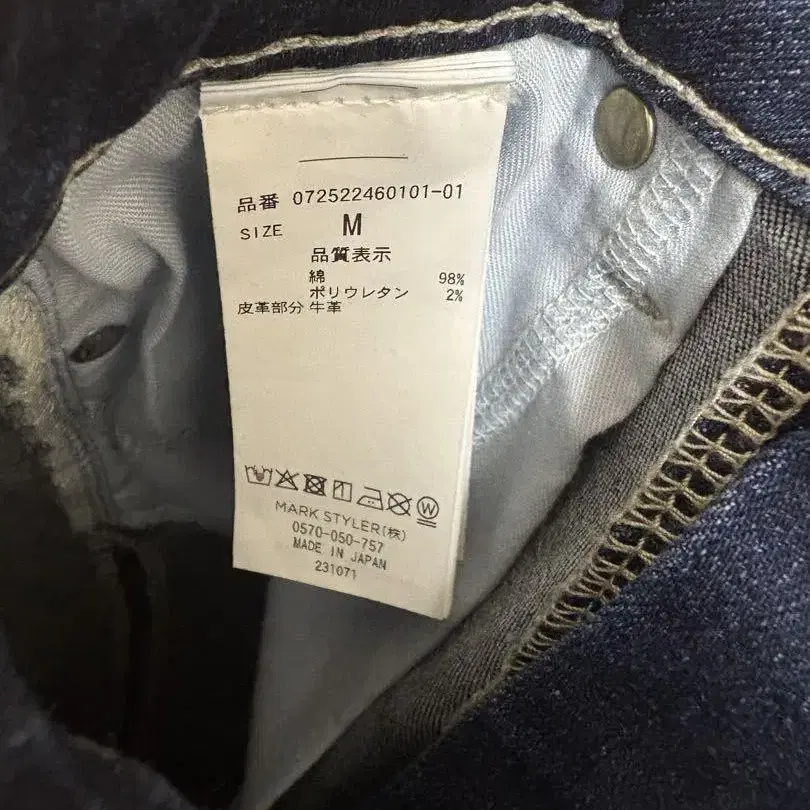 品番 072522460101-01
SIZE M
品質表示
綿 98%
ポリウレタン 2%
皮革部分 牛革
MARK STYLER(株)
0570-050-757
MADE IN JAPAN
231071